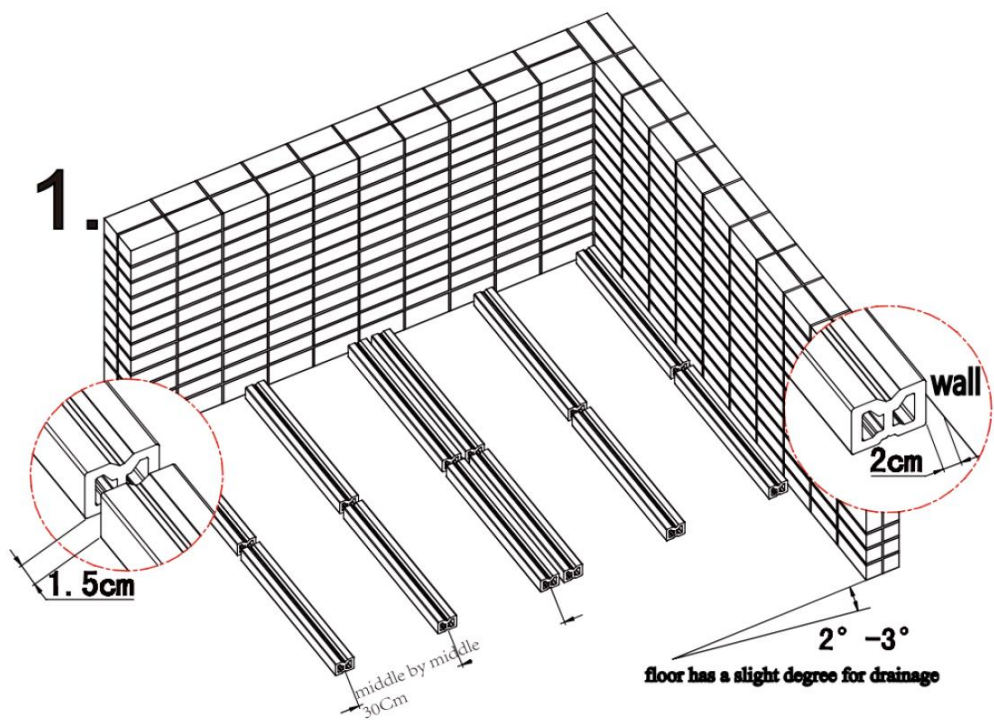 1.
wall
2cm
1.5cm
middle by middle
30Cm
2° -3°
floor has a slight degree for drainage